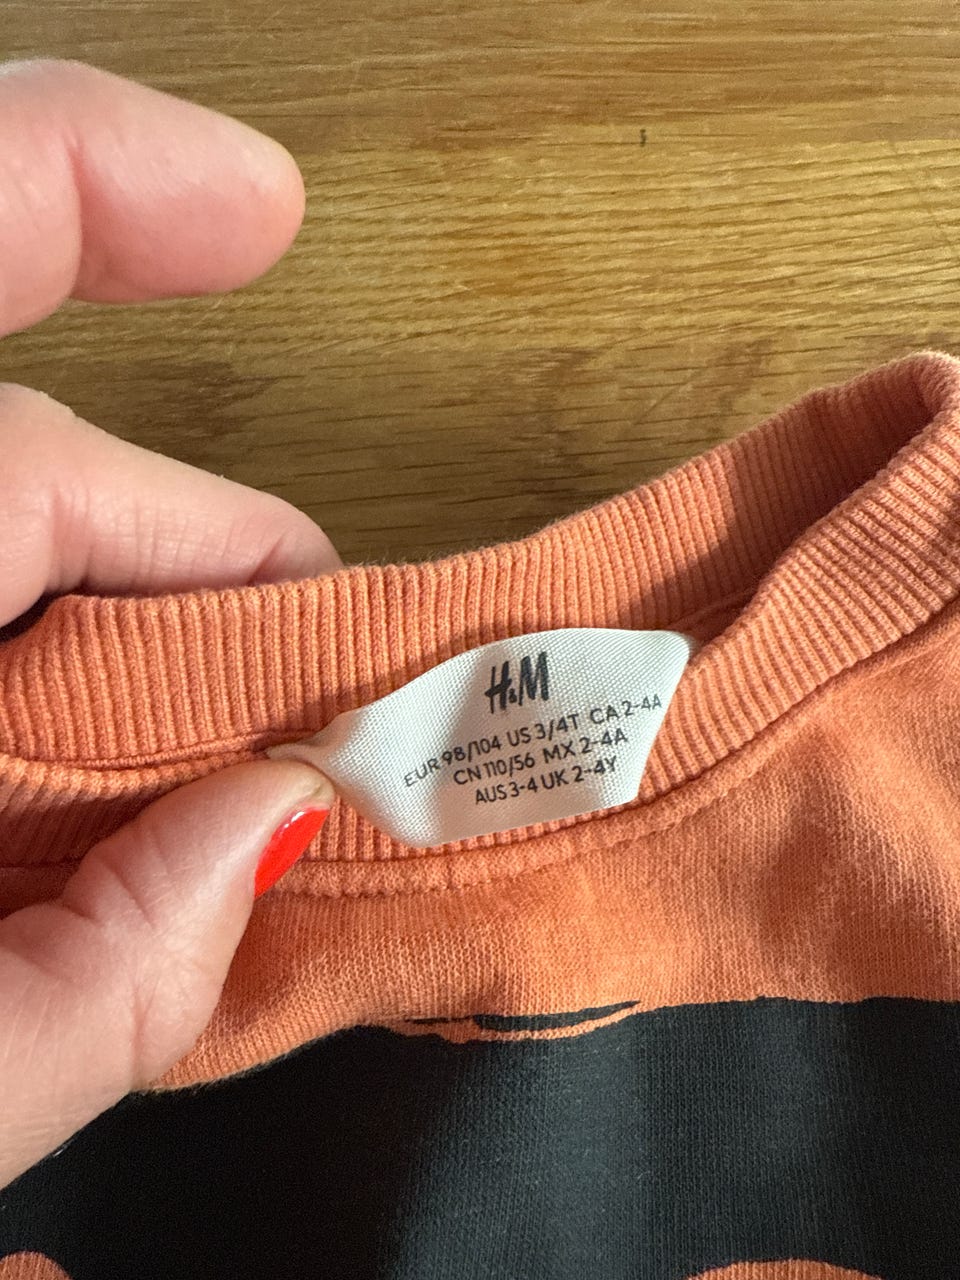 H&M
EUR 98/104 US 3/4T CA 2-4A
CN 110/56 MX 2-4A
AUS 3-4 UK 2-4Y